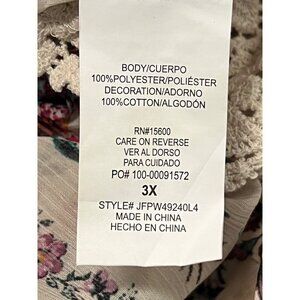 BODY/CUERPO
100%POLYESTER/POLIÉSTER
DECORATION/ADORNO
100%COTTON/ALGODÓN
RN#15600
CARE ON REVERSE
VER AL DORSO
PARA CUIDADO
PO# 100-00091572
3X
STYLE# JFPW49240L4
MADE IN CHINA
HECHO EN CHINA